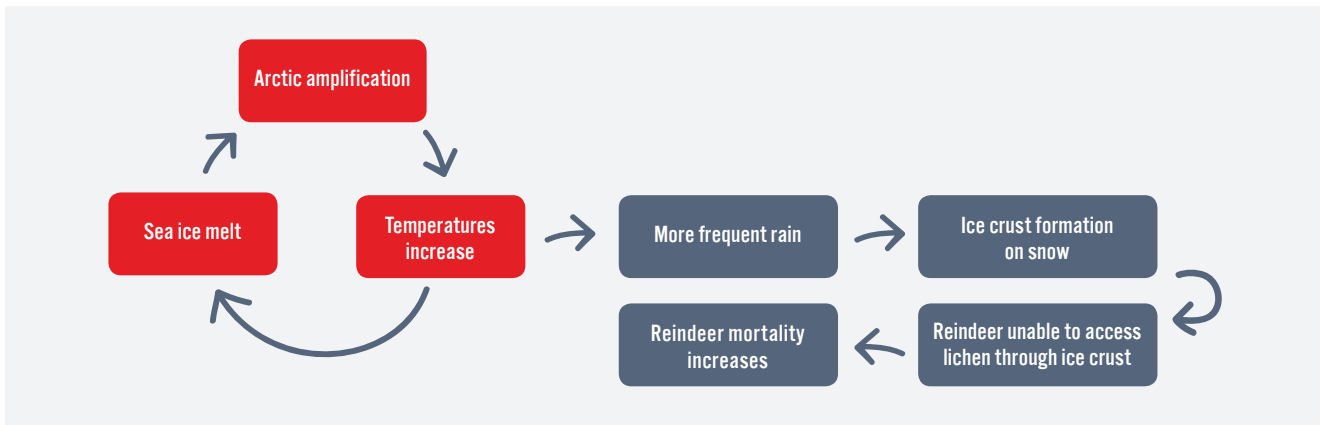 Arctic amplification
Sea ice melt
Temperatures
increase
More frequent rain
Ice crust formation
on snow
Reindeer unable to access
lichen through ice crust
Reindeer mortality
increases